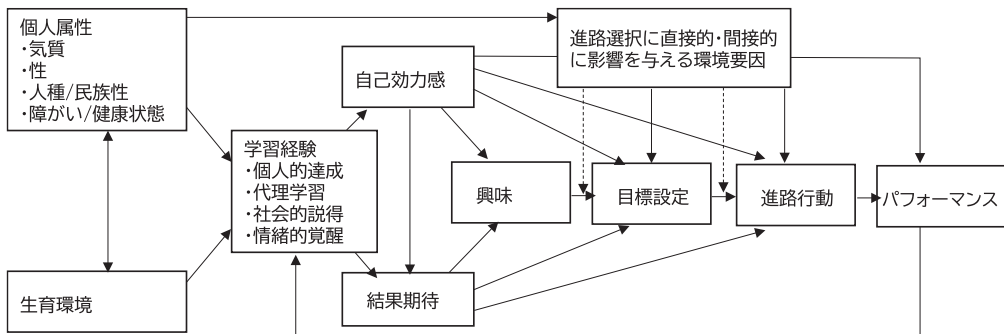 個人属性
・気質
・性
・人種/民族性
・障がい/健康状態
進路選択に直接的・間接的
に影響を与える環境要因
自己効力感
学習経験
・個人的達成
・代理学習
・社会的説得
・情緒的覚醒
興味
目標設定
進路行動
パフォーマンス
生育環境
結果期待